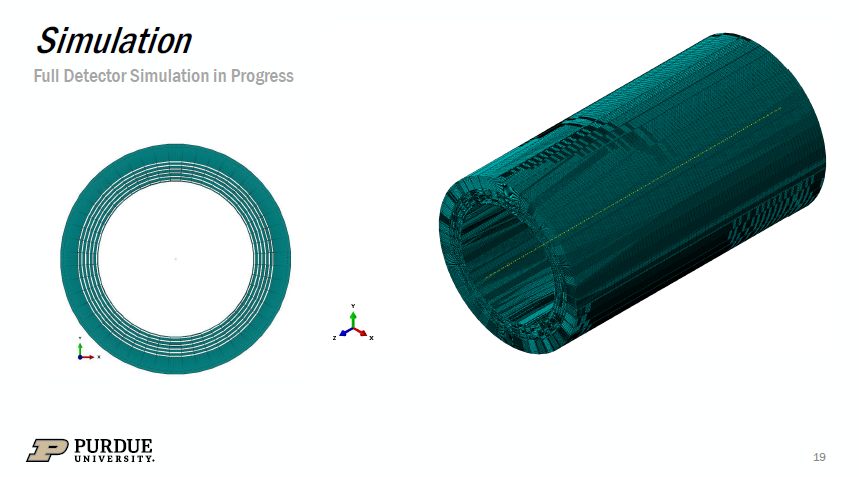 Simulation
Full Detector Simulation in Progress
Y
X
Y
Z
X
PURDUE
UNIVERSITY.
19